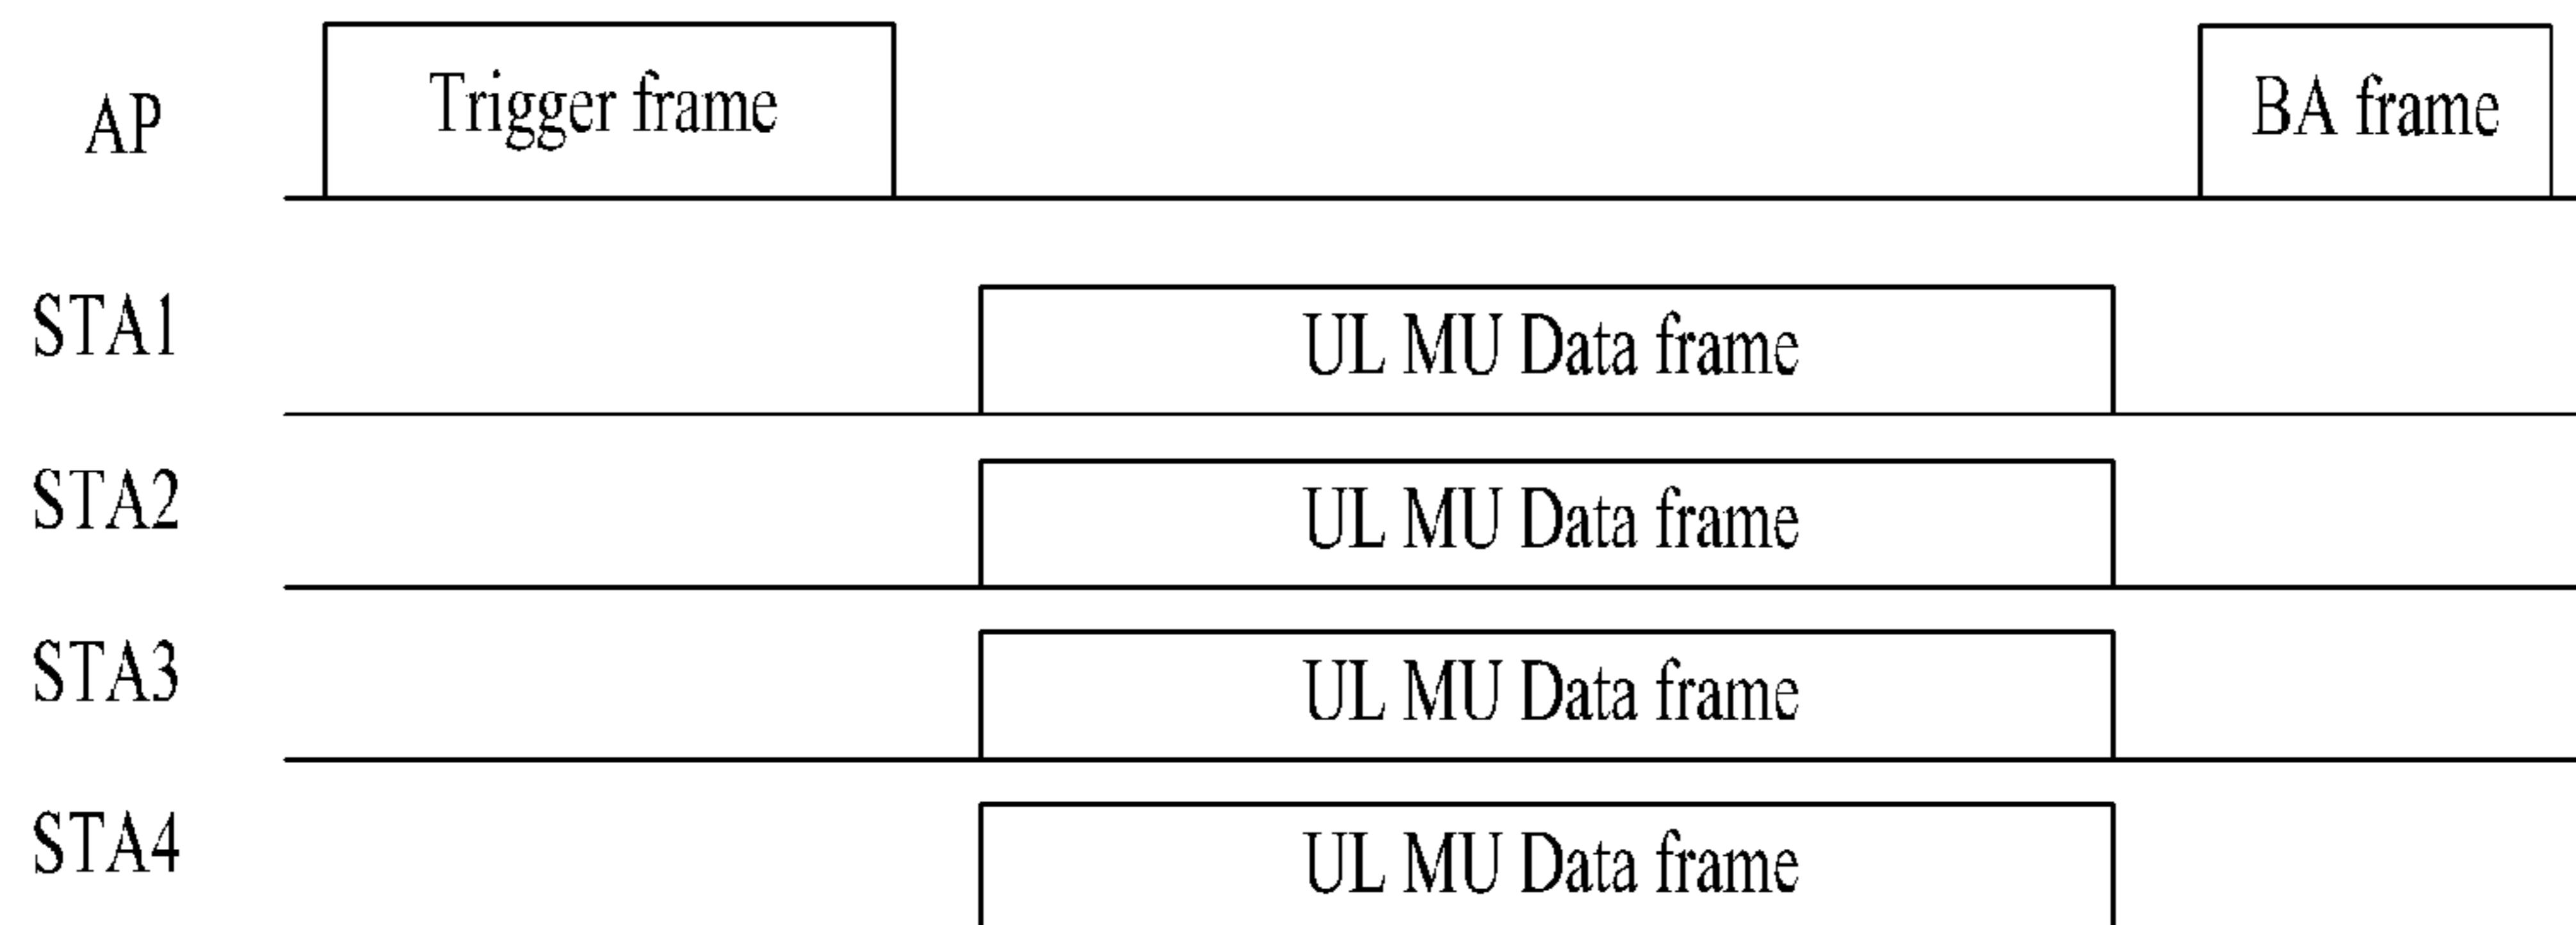 AP
Trigger frame
BA frame
STA1
UL MU Data frame
STA2
UL MU Data frame
STA3
UL MU Data frame
STA4
UL MU Data frame